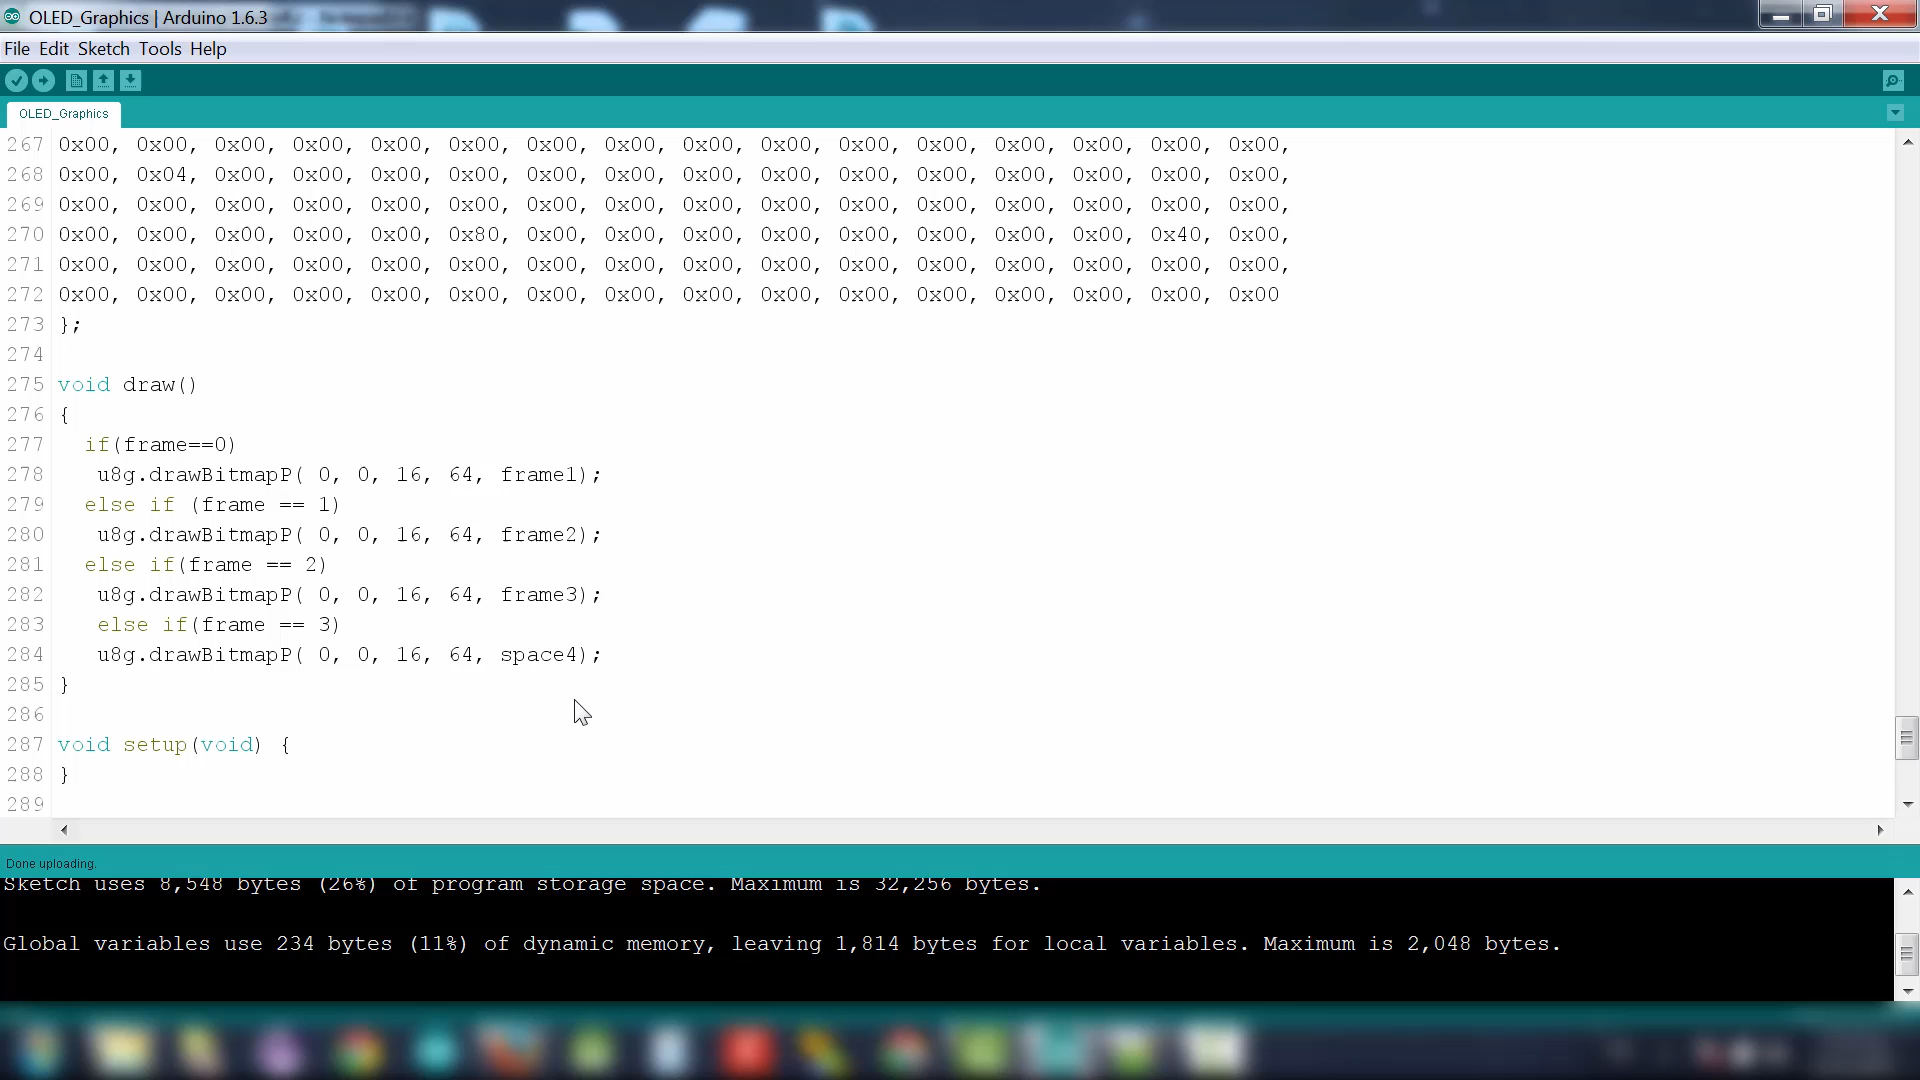 OLED_Graphics | Arduino 1.6.3
File Edit Sketch Tools Help
OLED_Graphics
267 0x00, 0x00, 0x00, 0x00, 0x00, 0x00, 0x00, 0x00, 0x00, 0x00, 0x00, 0x00, 0x00, 0x00, 0x00, 0x00,
268 0x00, 0x04, 0x00, 0x00, 0x00, 0x00, 0x00, 0x00, 0x00, 0x00, 0x00, 0x00, 0x00, 0x00, 0x00, 0x00,
269 0x00, 0x00, 0x00, 0x00, 0x00, 0x00, 0x00, 0x00, 0x00, 0x00, 0x00, 0x00, 0x00, 0x00, 0x00, 0x00,
270 0x00, 0x00, 0x00, 0x00, 0x00, 0x80, 0x00, 0x00, 0x00, 0x00, 0x00, 0x00, 0x00, 0x00, 0x40, 0x00,
271 0x00, 0x00, 0x00, 0x00, 0x00, 0x00, 0x00, 0x00, 0x00, 0x00, 0x00, 0x00, 0x00, 0x00, 0x00, 0x00,
272 0x00, 0x00, 0x00, 0x00, 0x00, 0x00, 0x00, 0x00, 0x00, 0x00, 0x00, 0x00, 0x00, 0x00, 0x00, 0x00
273 };
274
275 void draw()
276 {
277 if(frame==0)
278 u8g.drawBitmapP( 0, 0, 16, 64, frame1);
279 else if (frame == 1)
280 u8g.drawBitmapP( 0, 0, 16, 64, frame2);
281 else if(frame == 2)
282 u8g.drawBitmapP( 0, 0, 16, 64, frame3);
283 else if(frame == 3)
284 u8g.drawBitmapP( 0, 0, 16, 64, space4);
285 }
286
287 void setup(void) {
288 }
289
Done uploading.
Sketch uses 8,548 bytes (26%) of program storage space. Maximum is 32,256 bytes.
Global variables use 234 bytes (11%) of dynamic memory, leaving 1,814 bytes for local variables. Maximum is 2,048 bytes.